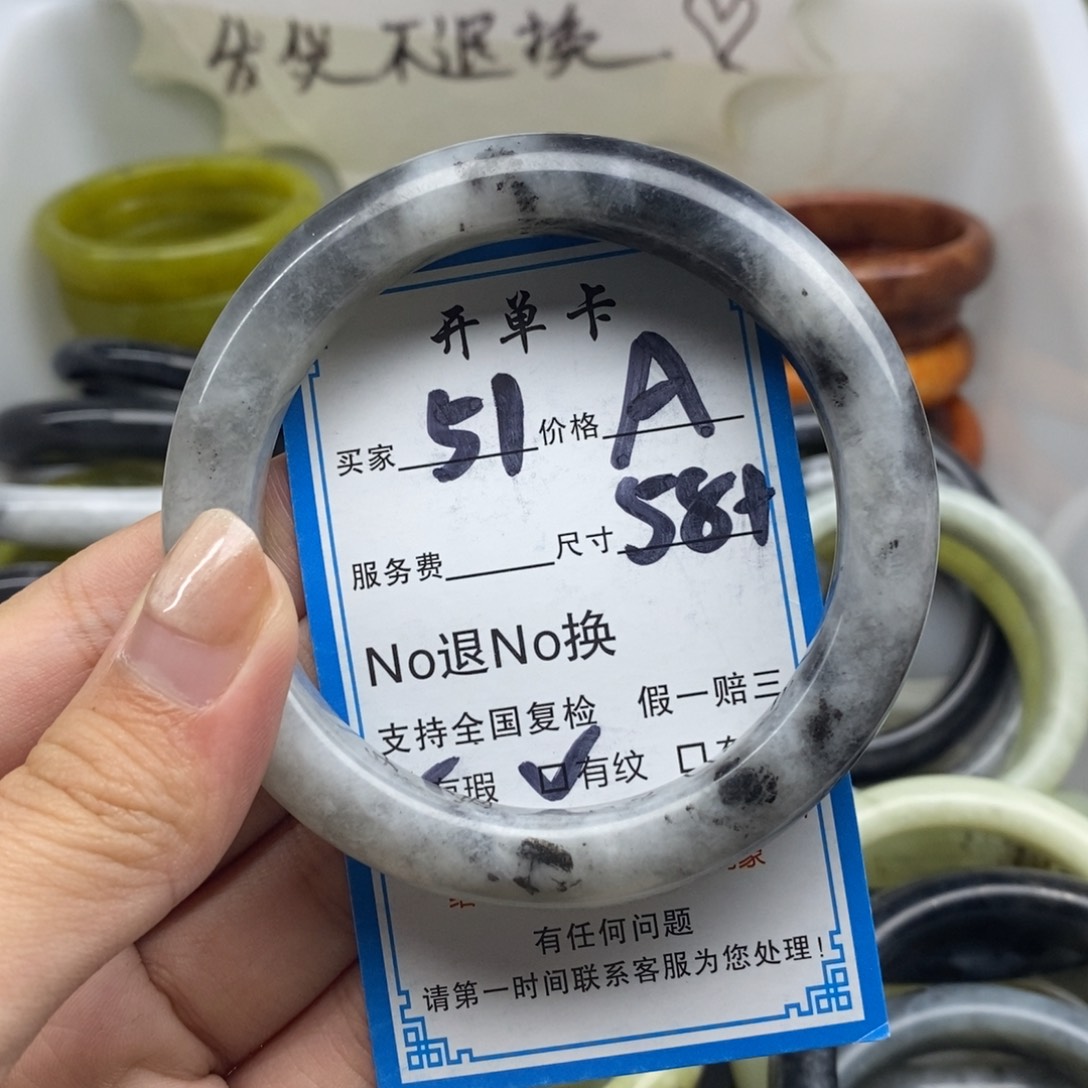 不退换
开单卡
买家 51 价格 A
服务费 尺寸 58+
No退No换
支持全国复检 假一赔三
有瑕 有纹
有任何问题
请第一时间联系客服为您处理!